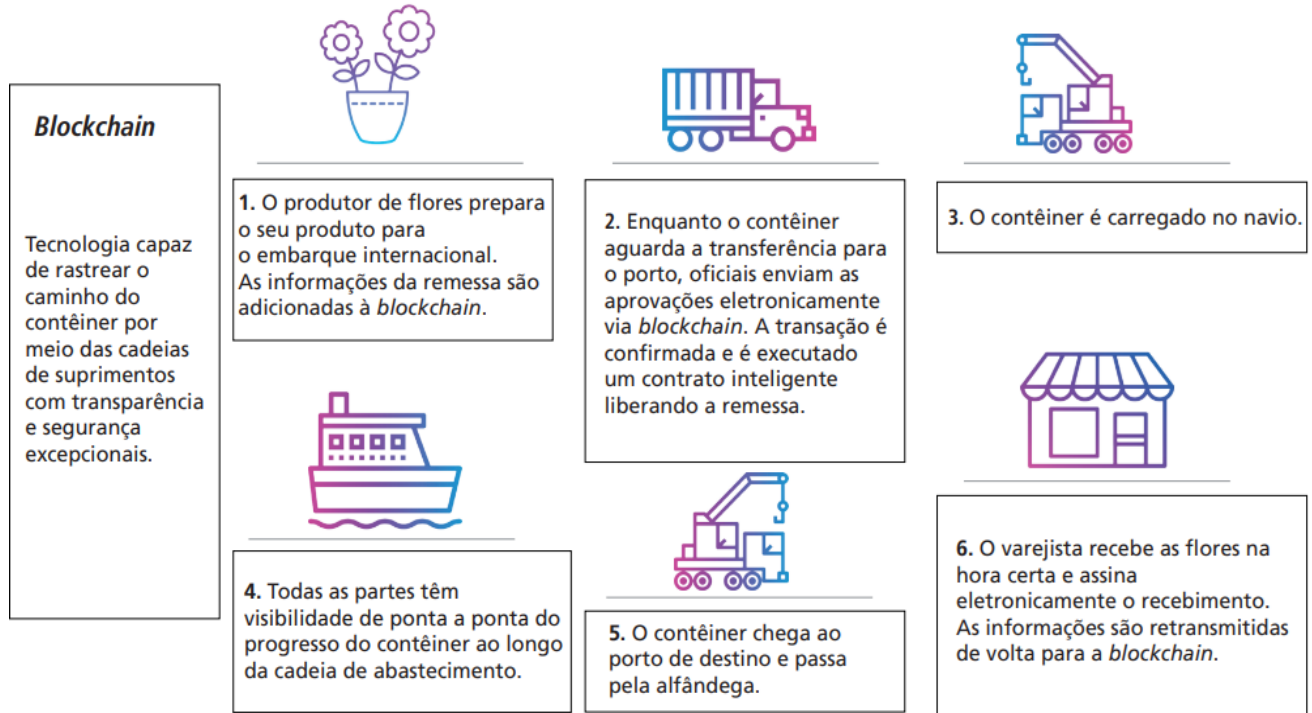 Blockchain
Tecnologia capaz
de rastrear o
caminho do
contêiner por
meio das cadeias
de suprimentos
com transparência
e segurança
excepcionais.
1. O produtor de flores prepara
o seu produto para
o embarque internacional.
As informações da remessa são
adicionadas à blockchain.
2. Enquanto o contêiner
aguarda a transferência para
o porto, oficiais enviam as
aprovações eletronicamente
via blockchain. A transação é
confirmada e é executado
um contrato inteligente
liberando a remessa.
3. O contêiner é carregado no navio.
4. Todas as partes têm
visibilidade de ponta a ponta do
progresso do contêiner ao longo
da cadeia de abastecimento.
5. O contêiner chega ao
porto de destino e passa
pela alfândega.
6. O varejista recebe as flores na
hora certa e assina
eletronicamente o recebimento.
As informações são retransmitidas
de volta para a blockchain.